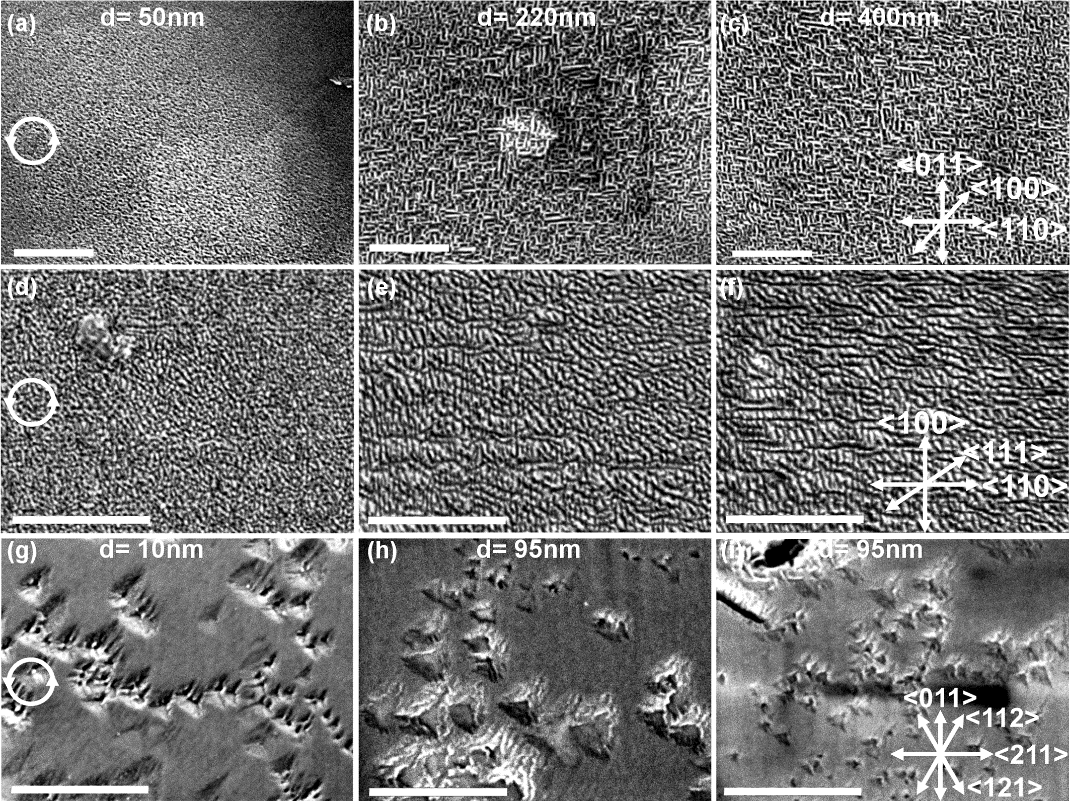 (a) d= 50nm
(b) d= 220nm
(c) d= 400nm
<011>
<100>
<110>
(d)
(e)
(f)
<100>
<111>
<110>
(g) d= 10nm
(h) d= 95nm
(i) d= 95nm
<011>
<112>
<211>
<121>